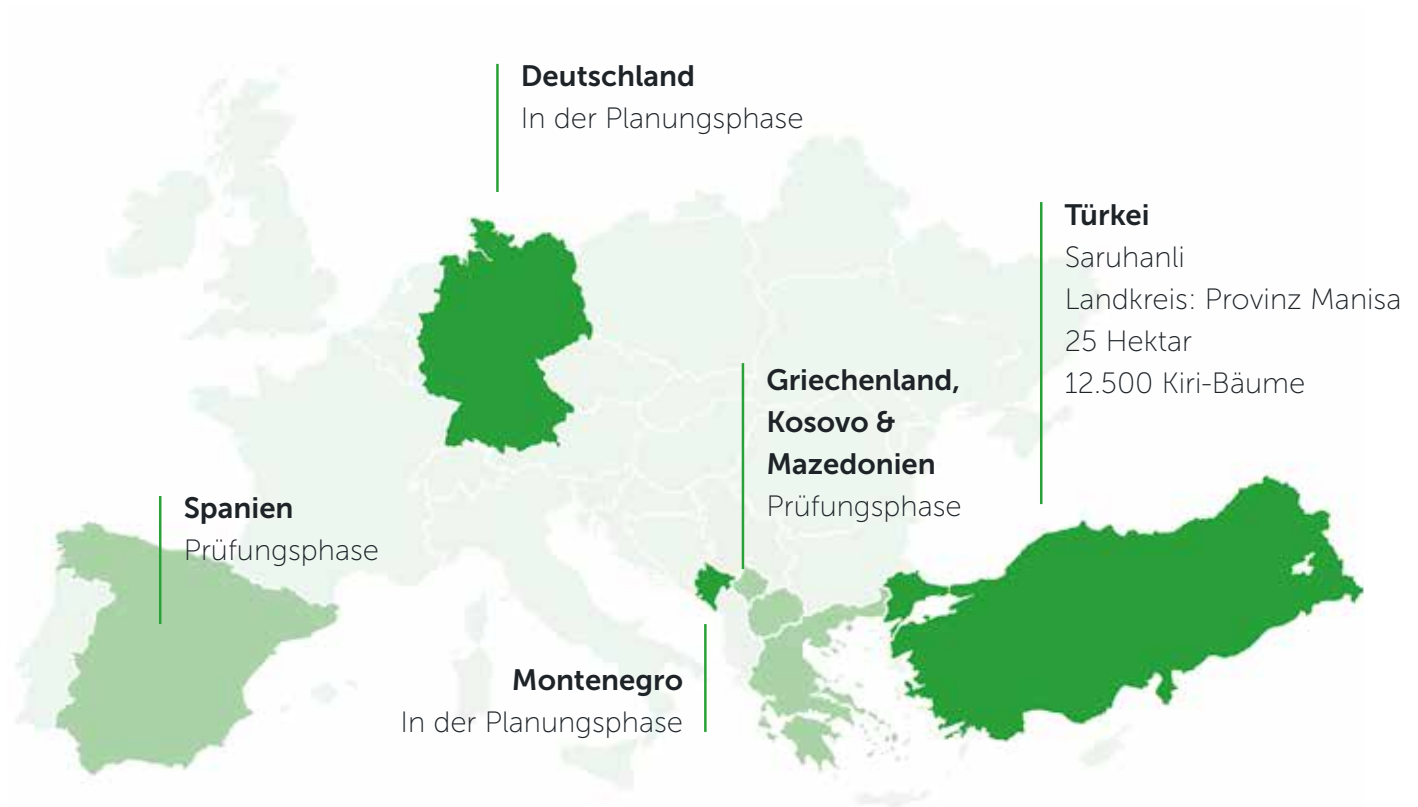 Deutschland
In der Planungsphase
Türkei
Saruhanli
Landkreis: Provinz Manisa
25 Hektar
12.500 Kiri-Bäume
Griechenland,
Kosovo &
Mazedonien
Prüfungsphase
Spanien
Prüfungsphase
Montenegro
In der Planungsphase